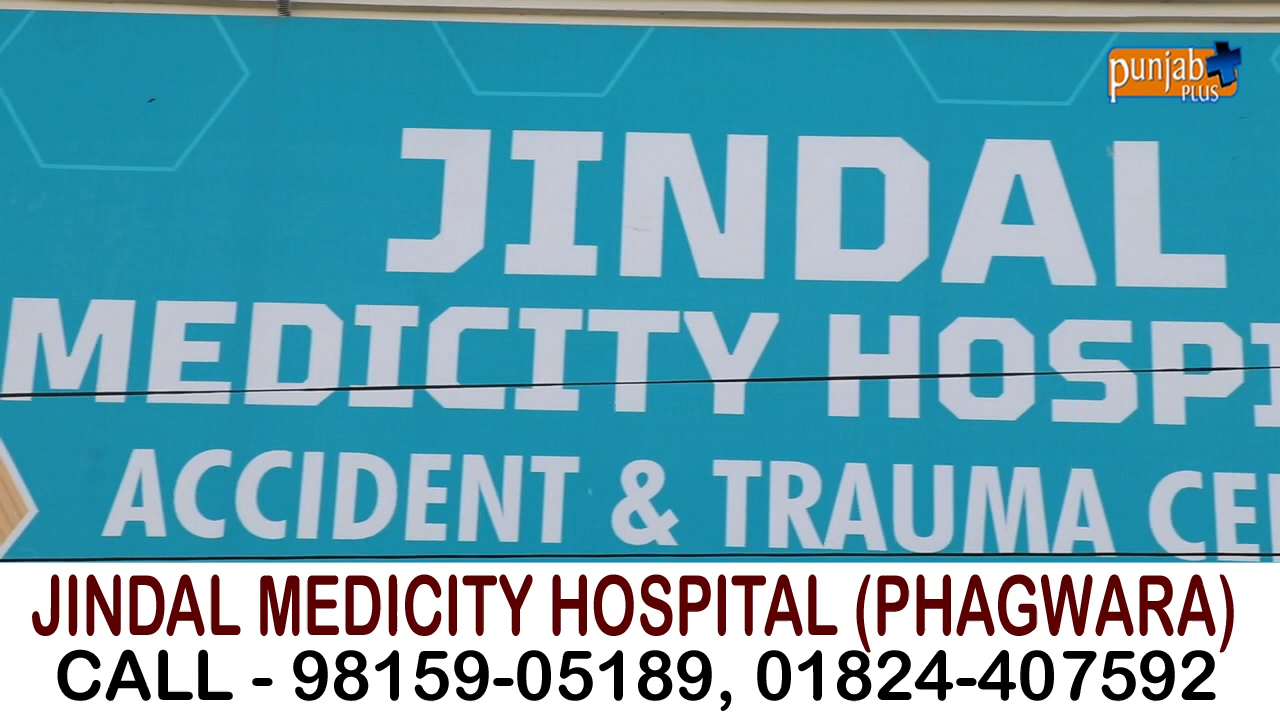 punjab
PLUS
JINDAL
MEDICITY HOSPI
ACCIDENT & TRAUMA CE
JINDAL MEDICITY HOSPITAL (PHAGWARA)
CALL - 98159-05189, 01824-407592